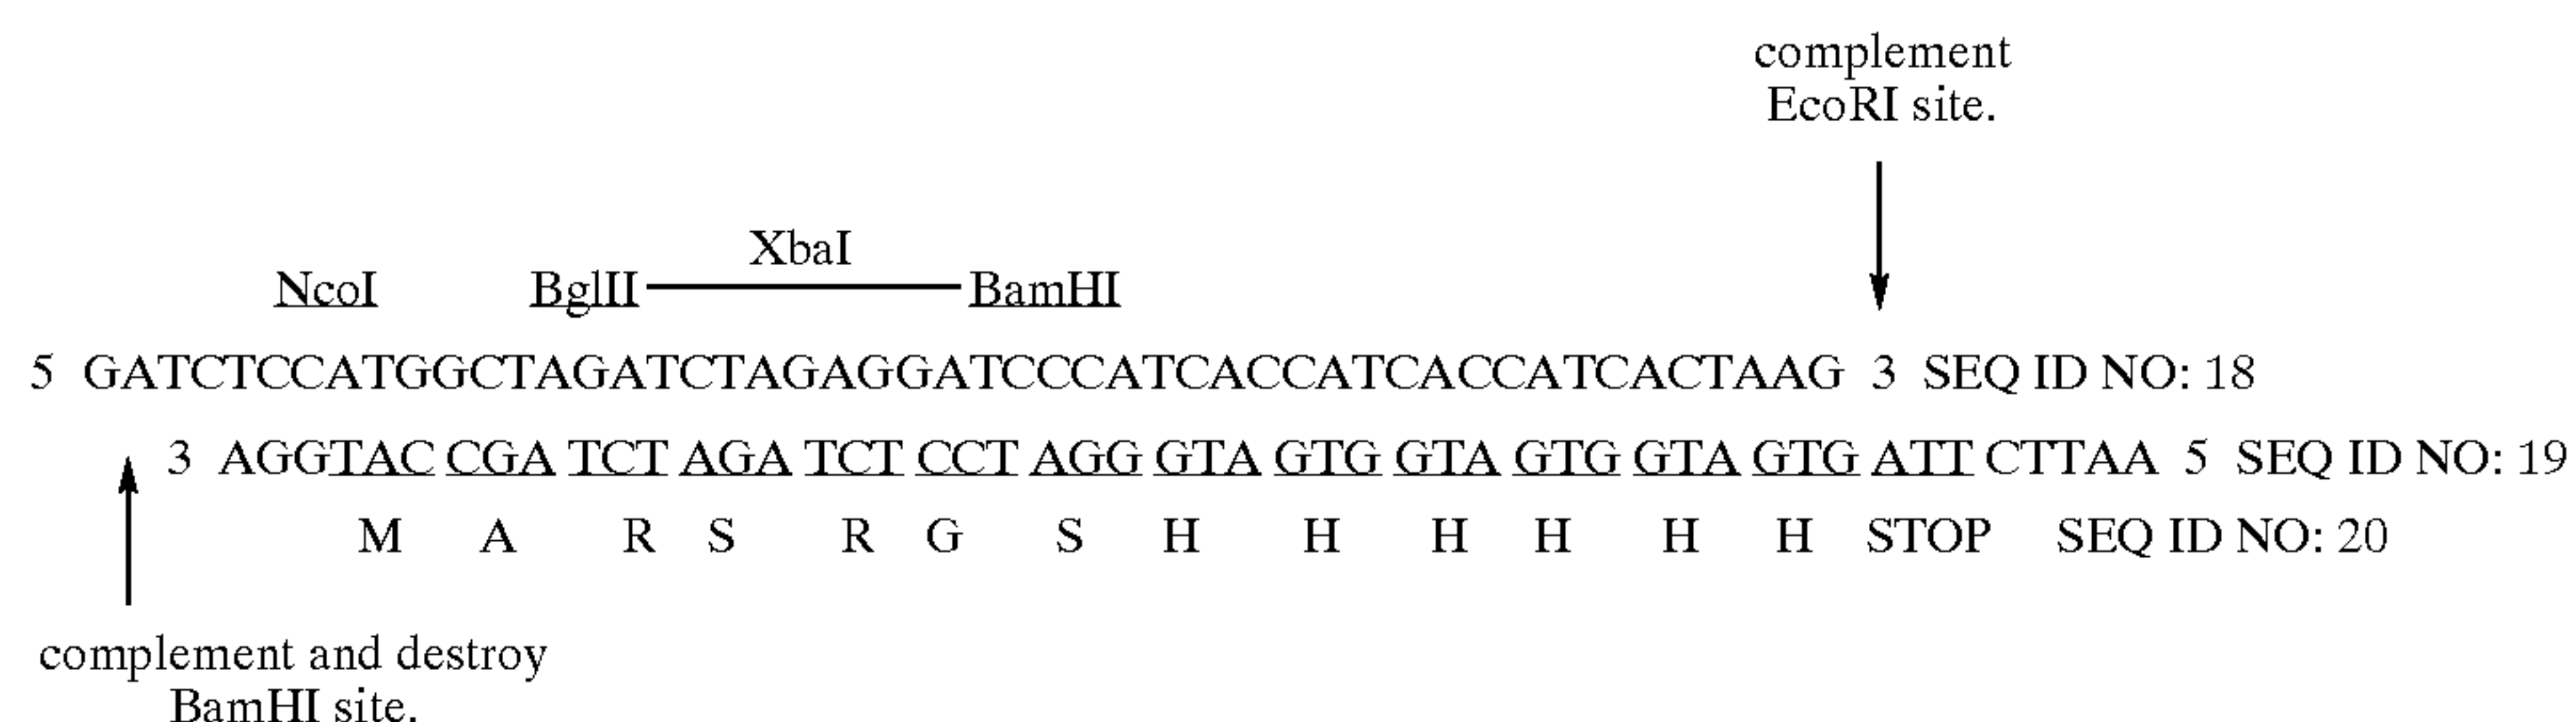 complement
EcoRI site.
XbaI
NcoI BglII BamHI
5 GATCTCCATGGCTAGATCTAGAGGATCCCATCACCATCACCATCACTAAG 3 SEQ ID NO: 18
3 AGGTAC CGA TCT AGA TCT CCT AGG GTA GTG GTA GTG GTA GTG ATT CTTAA 5 SEQ ID NO: 19
M A R S R G S H H H H H H STOP SEQ ID NO: 20
complement and destroy
BamHI site.